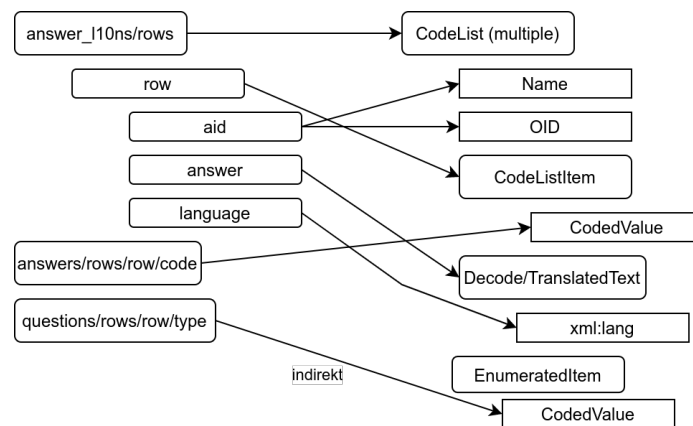 answer_l10ns/rows
CodeList (multiple)
row
Name
aid
OID
answer
CodeListItem
language
CodedValue
answers/rows/row/code
Decode/TranslatedText
questions/rows/row/type
xml:lang
indirekt
EnumeratedItem
CodedValue